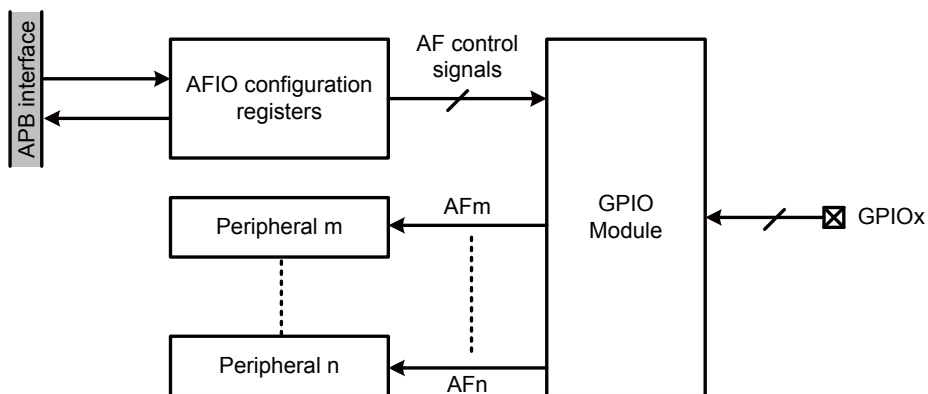 APB interface
AFIO configuration
registers
AF control
signals
GPIO
Module
GPIOx
Peripheral m
AFm
Peripheral n
AFn